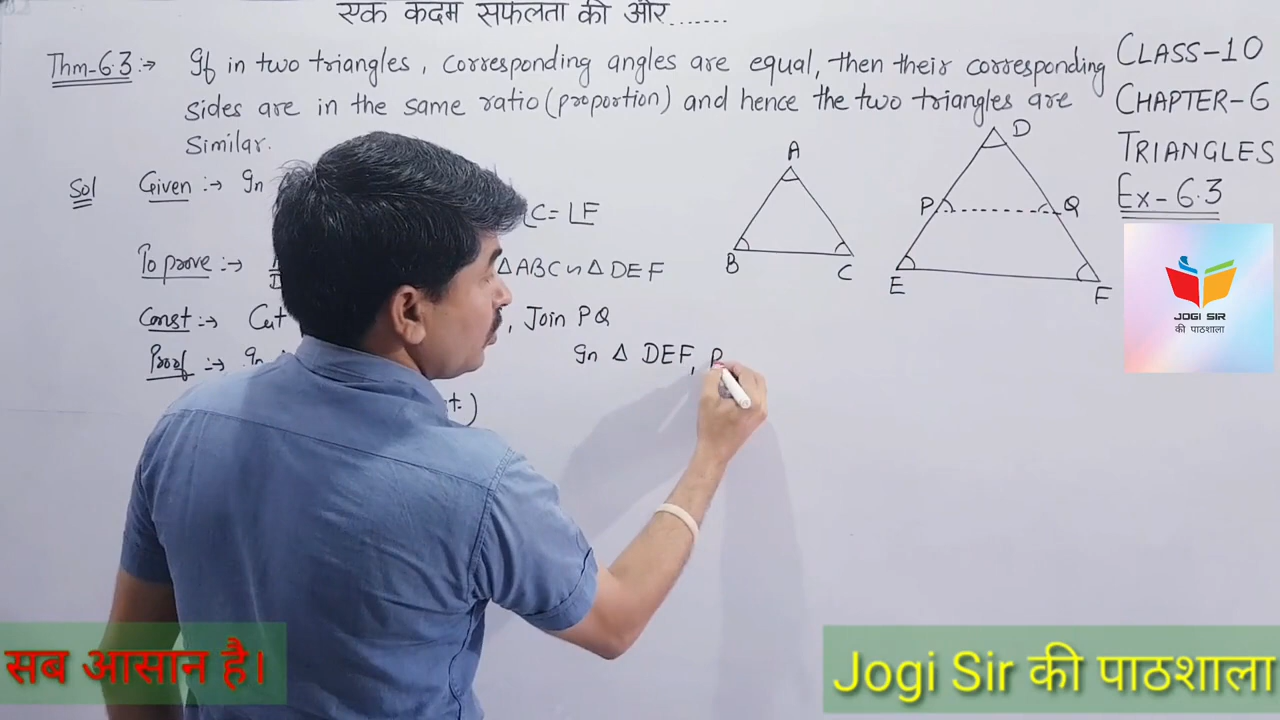 एक कदम सफलता की ओर.......
Thm-6.3:→ If in two triangles, corresponding angles are equal, then their corresponding
sides are in the same ratio (proportion) and hence the two triangles are
similar.
Sol Given:→ In
∠C = ∠F
To prove:→ △ABC ~ △DEF
Const:→ Cut , Join PQ
Proof:→ In
In △ DEF, P
CLASS-10
CHAPTER-6
TRIANGLES
Ex-6.3
A
B
C
D
P
Q
E
F
JOGI SIR
की पाठशाला
सब आसान है।
Jogi Sir की पाठशाला